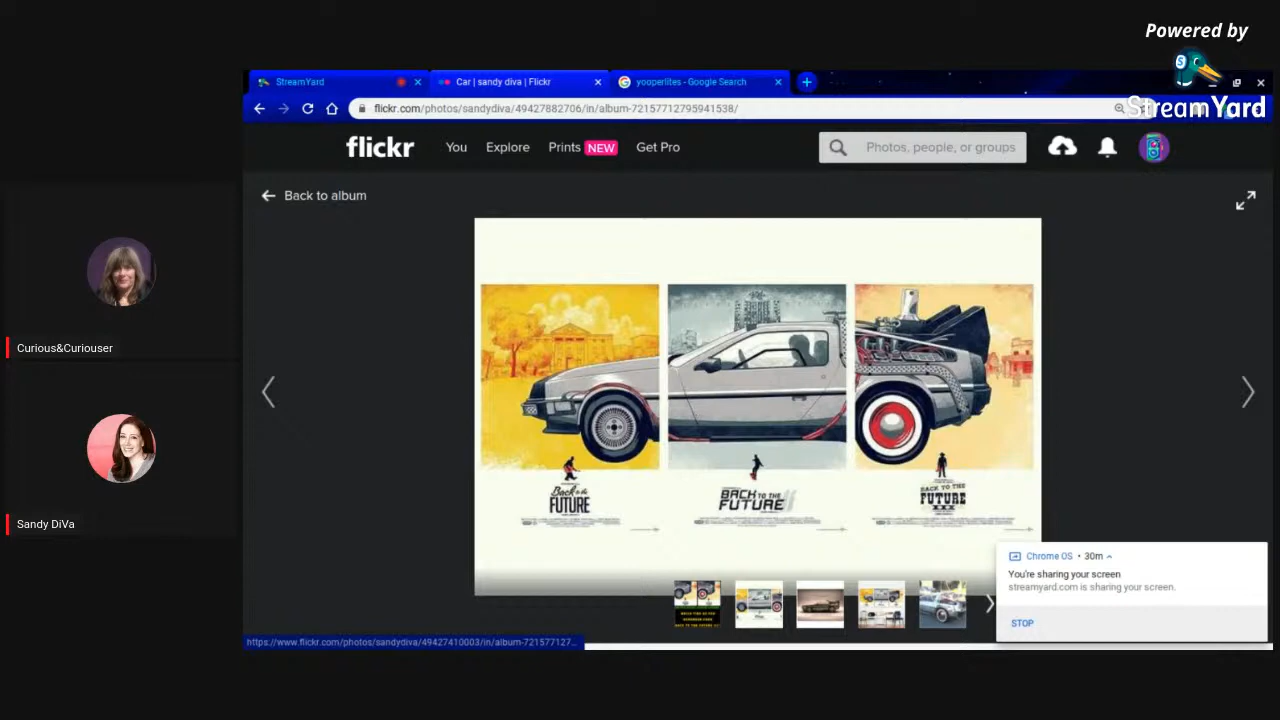 Powered by
StreamYard
StreamYard
Car | sandy diva | Flickr
yooperlites - Google Search
flickr.com/photos/sandydiva/49427882706/in/album-72157712795941538/
flickr
You
Explore
Prints NEW
Get Pro
Photos, people, or groups
Back to album
Curious&Curiouser
Sandy DiVa
Back to the
FUTURE
BACK TO THE
FUTURE II
BACK TO THE
FUTURE
Chrome OS • 30m
You're sharing your screen
streamyard.com is sharing your screen.
STOP
https://www.flickr.com/photos/sandydiva/49427410003/in/album-721577127...